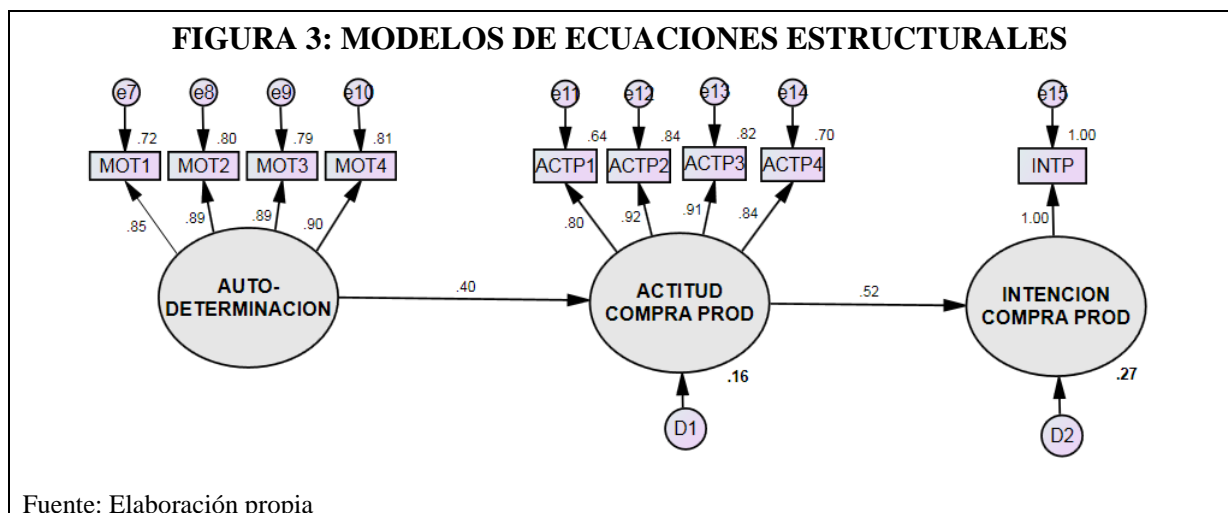 FIGURA 3: MODELOS DE ECUACIONES ESTRUCTURALES
e7 e8 e9 e10 e11 e12 e13 e14 e15
.72 .80 .79 .81 .64 .84 .82 .70 1.00
MOT1 MOT2 MOT3 MOT4 ACTP1 ACTP2 ACTP3 ACTP4 INTP
.85 .89 .89 .90 .80 .92 .91 .84 1.00
AUTO-
DETERMINACION
.40
ACTITUD
COMPRA PROD
.52
INTENCION
COMPRA PROD
.16 .27
D1 D2
Fuente: Elaboración propia